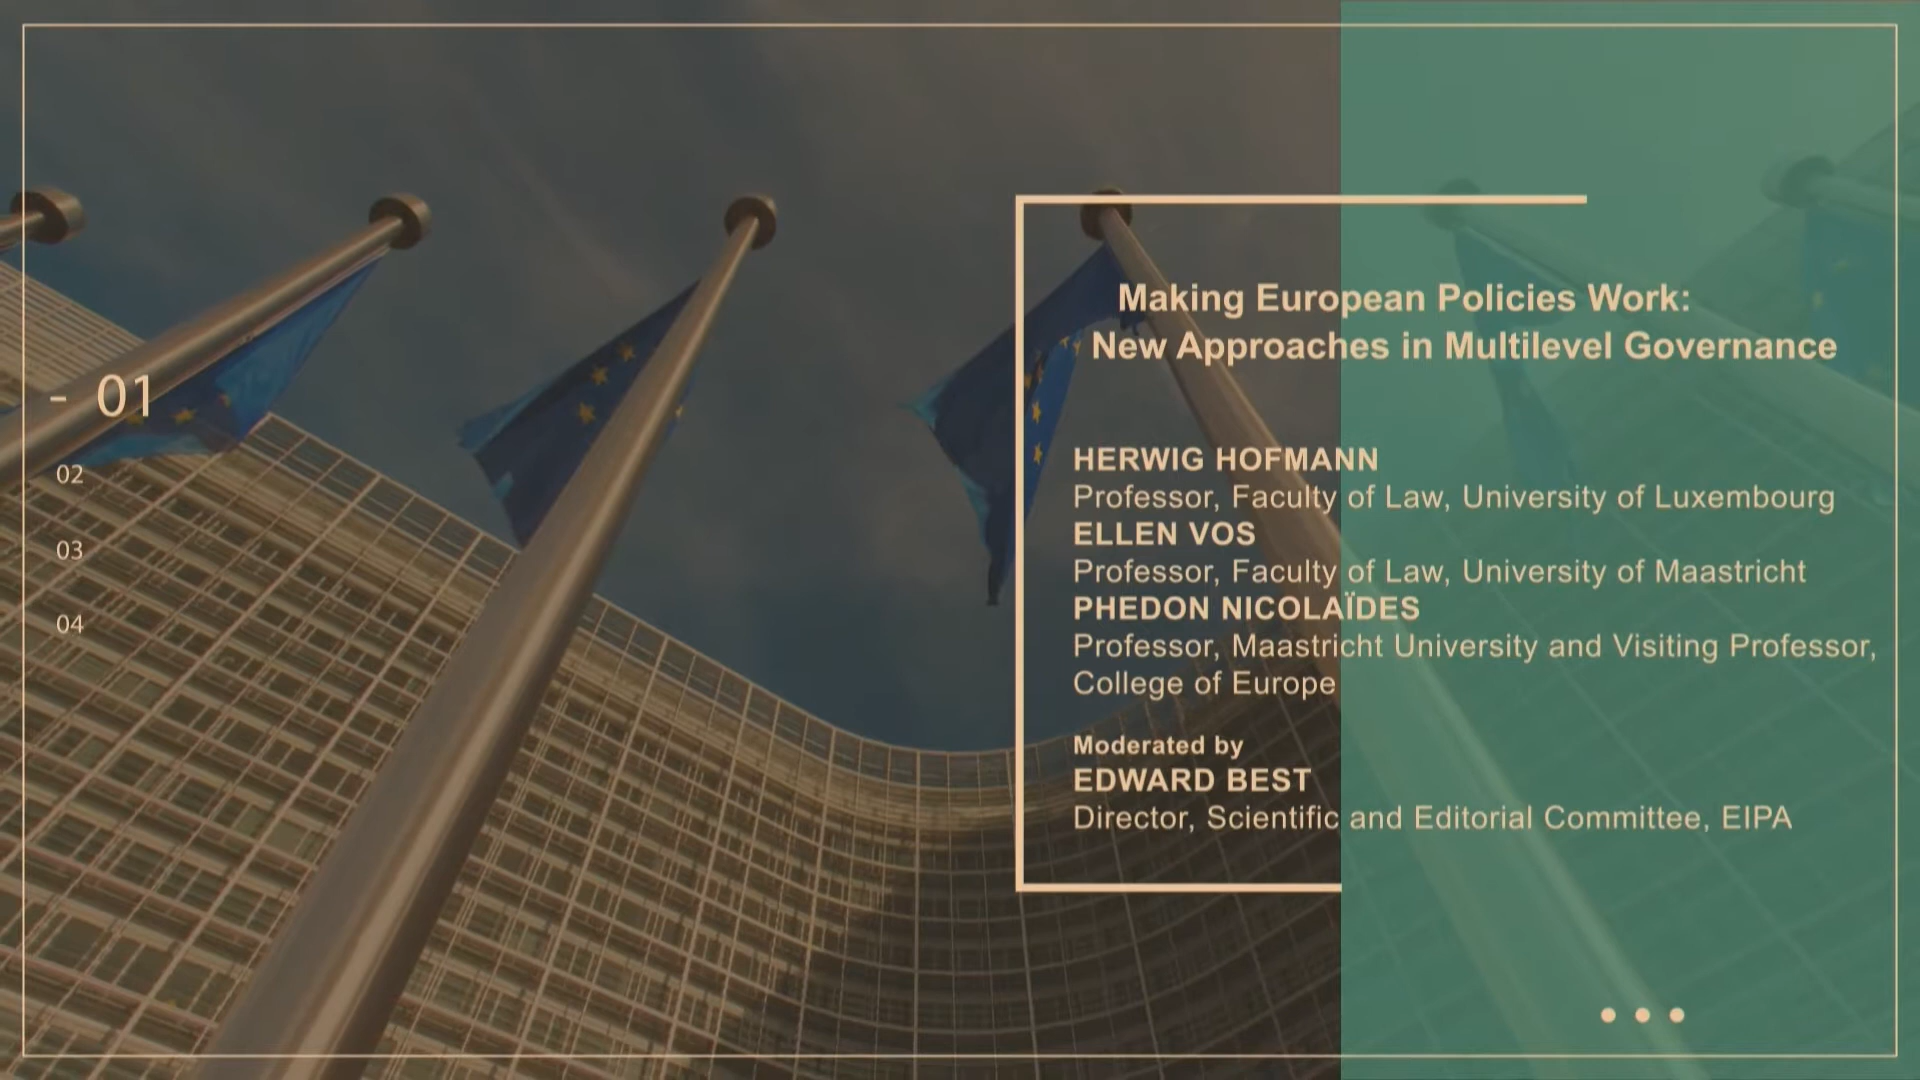 - 01
02
03
04
Making European Policies Work:
New Approaches in Multilevel Governance
HERWIG HOFMANN
Professor, Faculty of Law, University of Luxembourg
ELLEN VOS
Professor, Faculty of Law, University of Maastricht
PHEDON NICOLAÏDES
Professor, Maastricht University and Visiting Professor,
College of Europe
Moderated by
EDWARD BEST
Director, Scientific and Editorial Committee, EIPA